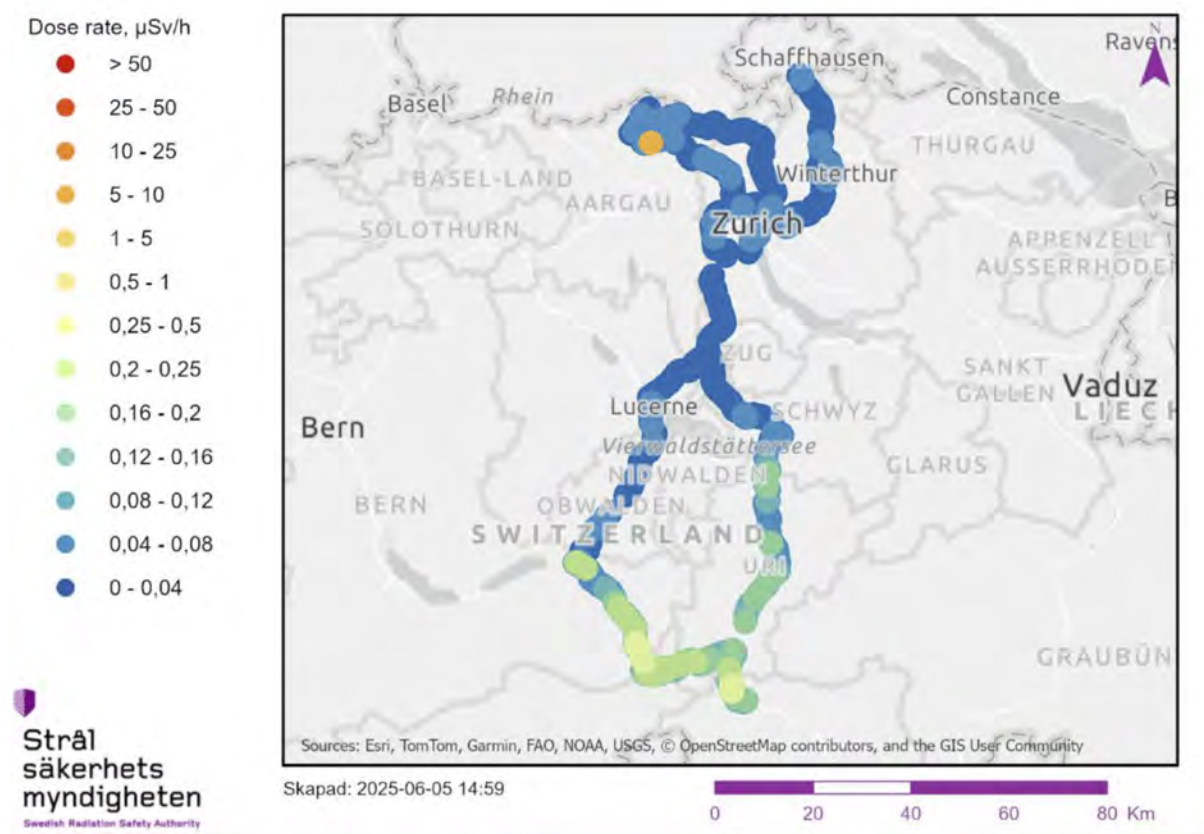 Dose rate, µSv/h
> 50
25 - 50
10 - 25
5 - 10
1 - 5
0,5 - 1
0,25 - 0,5
0,2 - 0,25
0,16 - 0,2
0,12 - 0,16
0,08 - 0,12
0,04 - 0,08
0 - 0,04
N
Ravens
Schaffhausen
Basel
Rhein
Constance
THURGAU
Winterthur
BASEL-LAND
AARGAU
B
SOLOTHURN
Zurich
APPENZELL I
AUSSERRHODEN
ZUG
SANKT
GALLEN
Vaduz
LIECH
Lucerne
SCHWYZ
Bern
Vierwaldstättersee
NIDWALDEN
GLARUS
BERN
OBWALDEN
SWITZERLAND
URI
GRAUBÜN
Sources: Esri, TomTom, Garmin, FAO, NOAA, USGS, © OpenStreetMap contributors, and the GIS User Community
Strål
säkerhets
myndigheten
Swedish Radiation Safety Authority
Skapad: 2025-06-05 14:59
0 20 40 60 80 Km